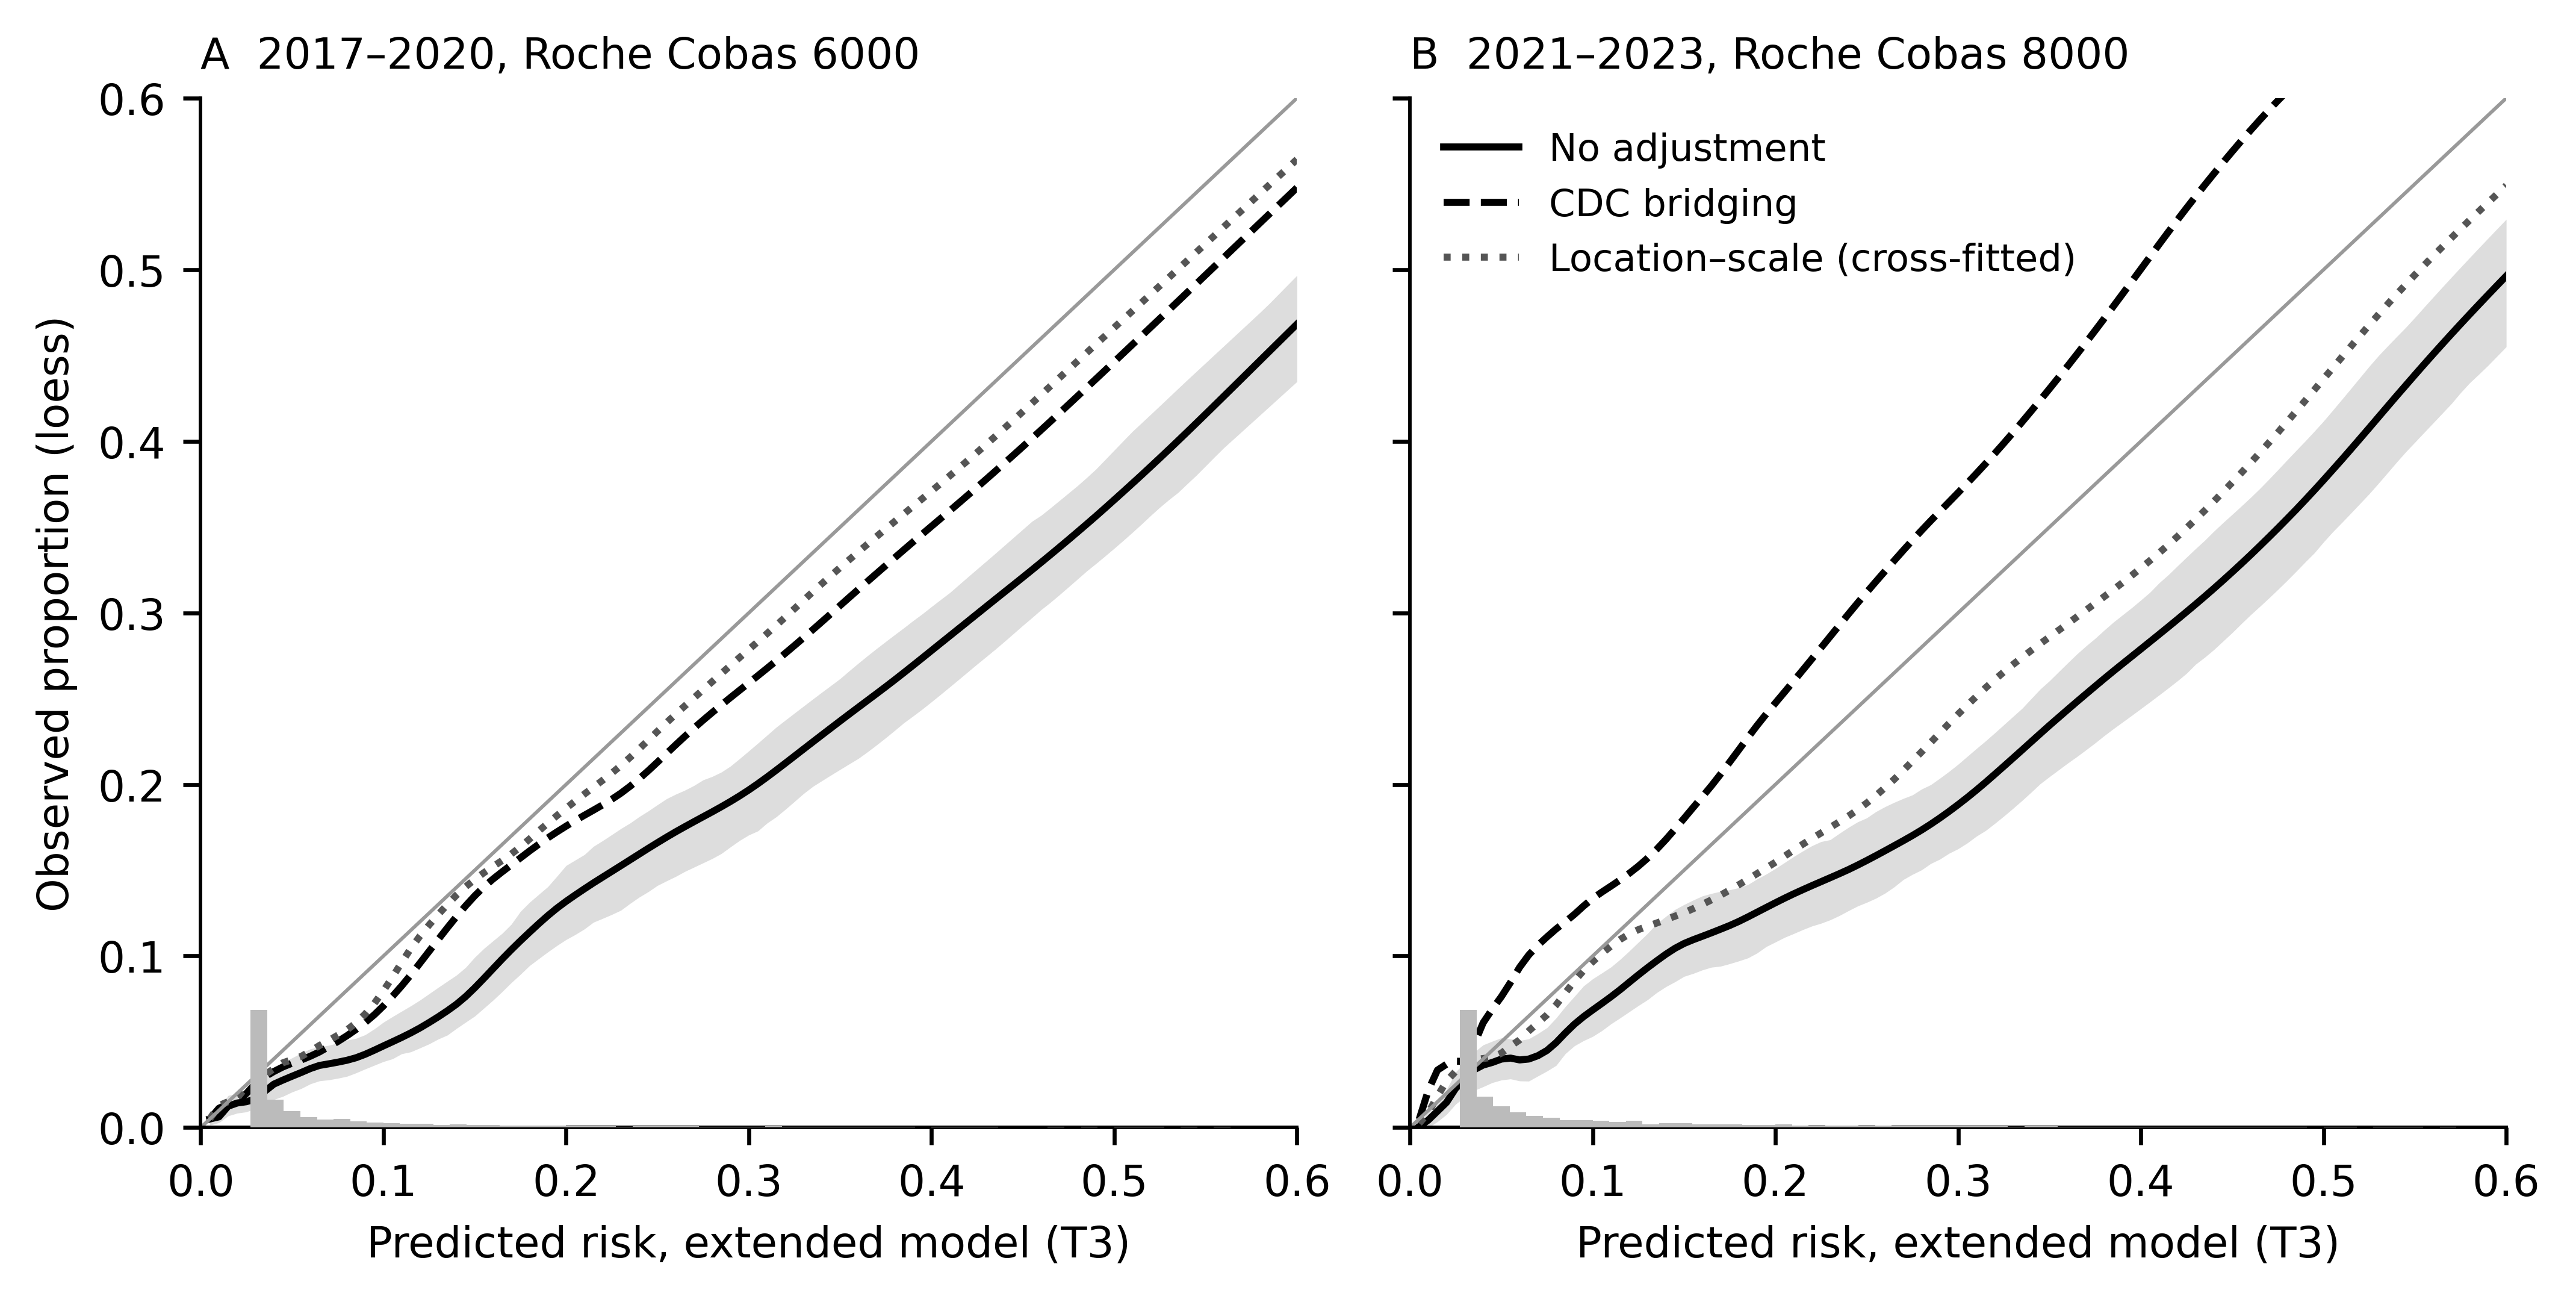 A  2017–2020, Roche Cobas 6000
0.6
0.5
0.4
0.3
0.2
0.1
0.0
Observed proportion (loess)
0.0 0.1 0.2 0.3 0.4 0.5 0.6
Predicted risk, extended model (T3)
B  2021–2023, Roche Cobas 8000
No adjustment
CDC bridging
Location–scale (cross-fitted)
0.0 0.1 0.2 0.3 0.4 0.5 0.6
Predicted risk, extended model (T3)